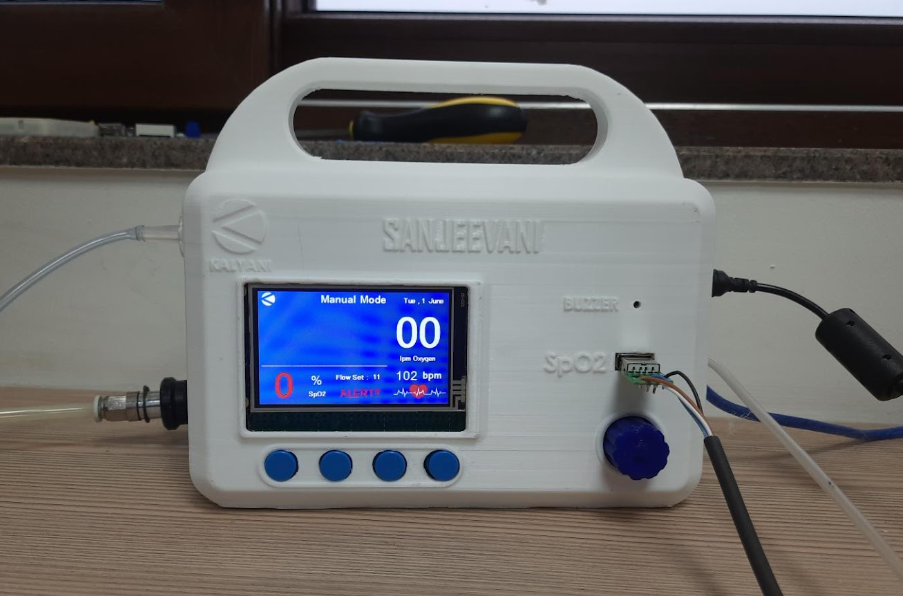 SANJEEVANI
KALYANI
Manual Mode
Tue , 1 June
00
lpm Oxygen
0 % SpO2
Flow Set : 11
ALERT!!
102 bpm
BUZZER
SpO2